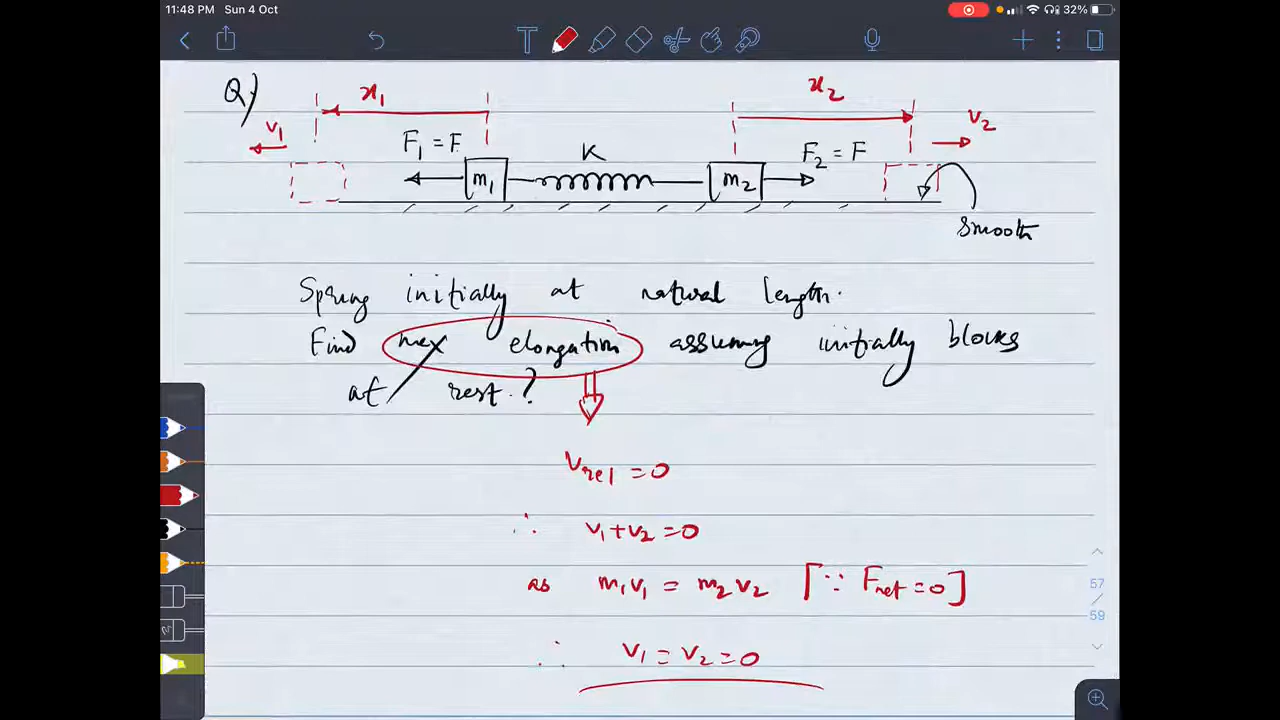 11:48 PM Sun 4 Oct 32%
T
Q)
x₁ x₂
v₁ v₂
F₁ = F K F₂ = F
m₁ m₂
smooth
Spring initially at natural length.
Find max elongation assuming initially blocks
at rest.?
Vrel = 0
∴ v₁+v₂ = 0
as m₁v₁ = m₂v₂ [∵ Fnet = 0]
∴ v₁ = v₂ = 0
57
59